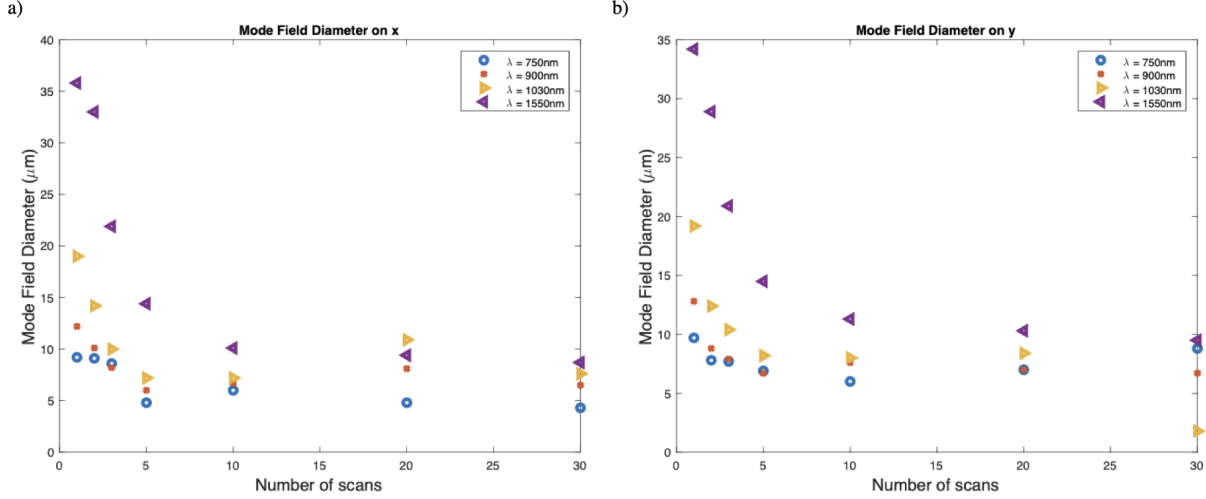 a)
Mode Field Diameter on x
40
35
30
25
20
15
10
5
0
Mode Field Diameter (μm)
λ = 750nm
λ = 900nm
λ = 1030nm
λ = 1550nm
0 5 10 15 20 25 30
Number of scans
b)
Mode Field Diameter on y
35
30
25
20
15
10
5
0
Mode Field Diameter (μm)
λ = 750nm
λ = 900nm
λ = 1030nm
λ = 1550nm
0 5 10 15 20 25 30
Number of scans